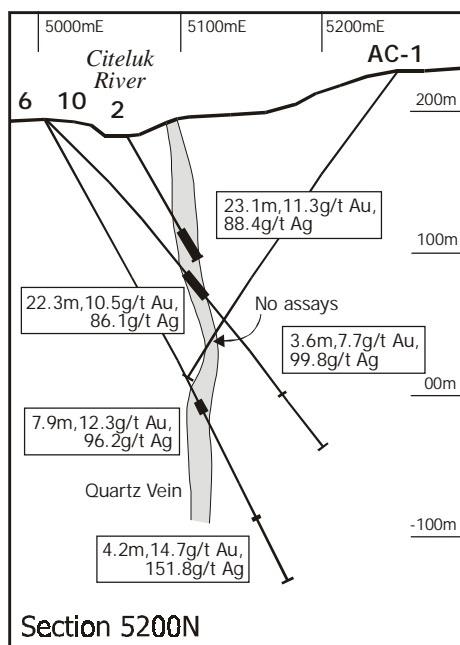 5000mE
5100mE
5200mE
Citeluk
River
AC-1
6 10 2
200m
23.1m,11.3g/t Au,
88.4g/t Ag
100m
22.3m,10.5g/t Au,
86.1g/t Ag
No assays
3.6m,7.7g/t Au,
99.8g/t Ag
00m
7.9m,12.3g/t Au,
96.2g/t Ag
Quartz Vein
-100m
4.2m,14.7g/t Au,
151.8g/t Ag
Section 5200N